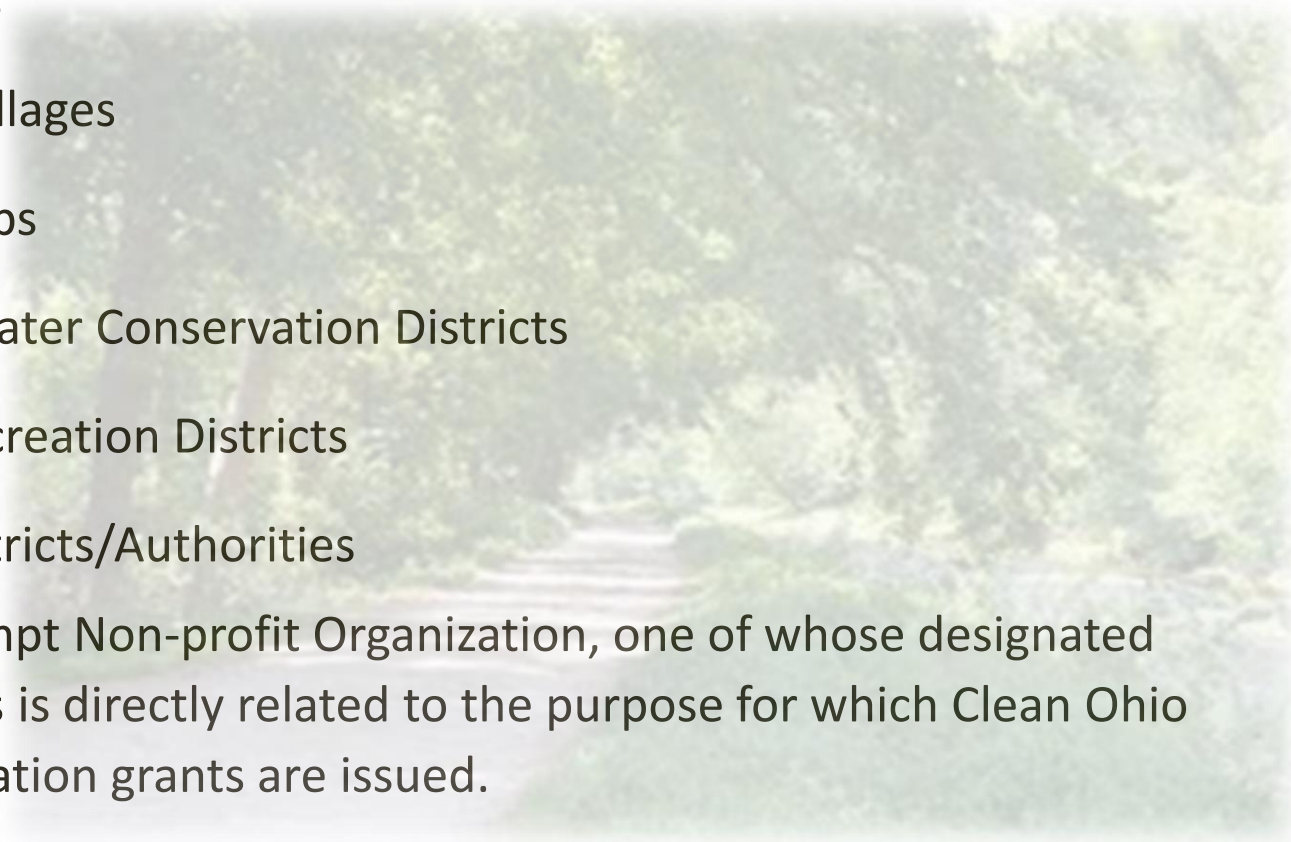 llages
ps
ater Conservation Districts
creation Districts
tricts/Authorities
mpt Non-profit Organization, one of whose designated
s is directly related to the purpose for which Clean Ohio
ation grants are issued.